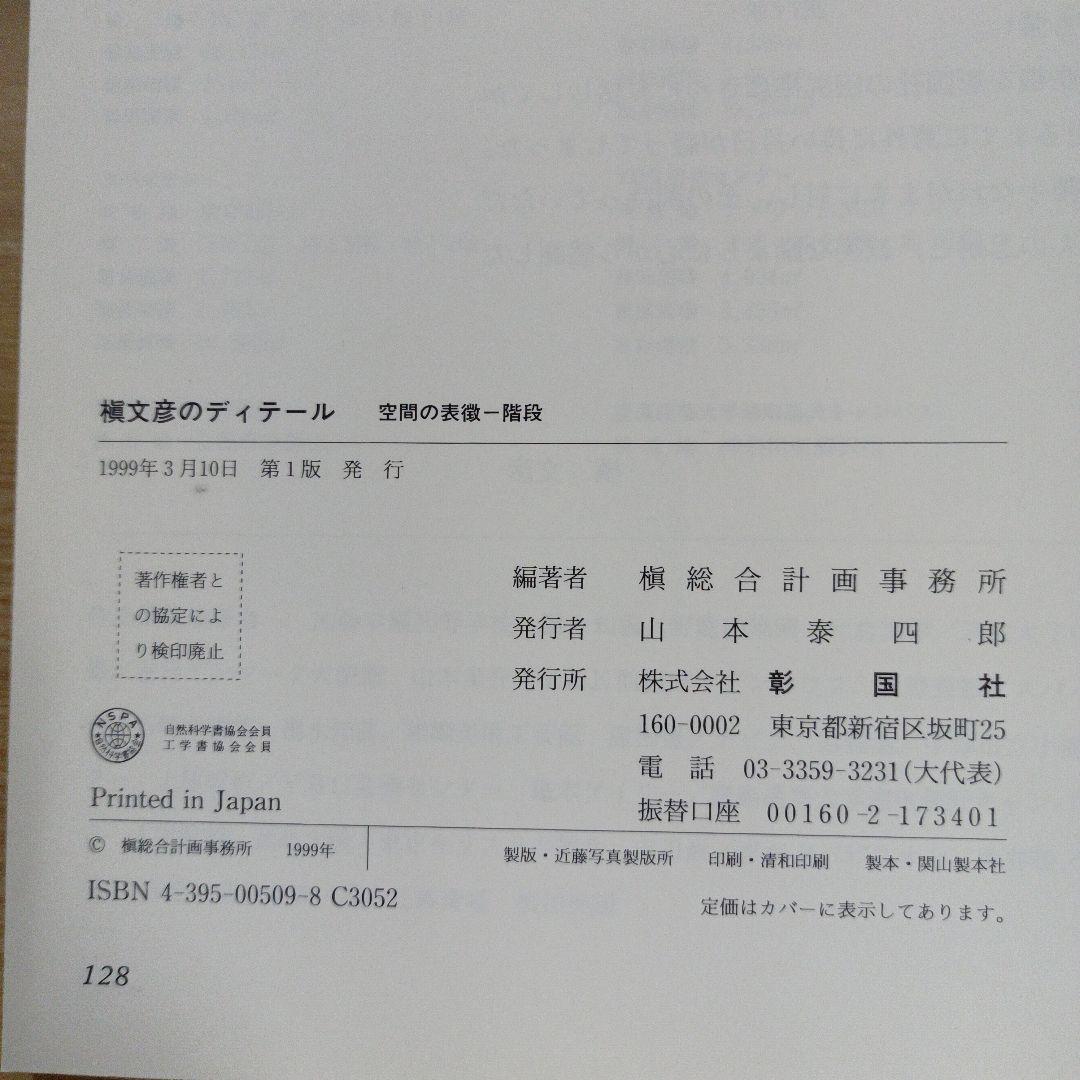 槇文彦のディテール 空間の表徴－階段
1999年3月10日 第1版 発 行
著作権者と
の協定によ
り検印廃止
編著者 槇総合計画事務所
発行者 山本泰四郎
発行所 株式会社 彰国社
160-0002 東京都新宿区坂町25
電 話 03-3359-3231(大代表)
振替口座 00160-2-173401
NSPA
自然科学書協会
自然科学書協会会員
工学書協会会員
Printed in Japan
© 槇総合計画事務所 1999年
製版・近藤写真製版所 印刷・清和印刷 製本・関山製本社
ISBN 4-395-00509-8 C3052
定価はカバーに表示してあります。
128